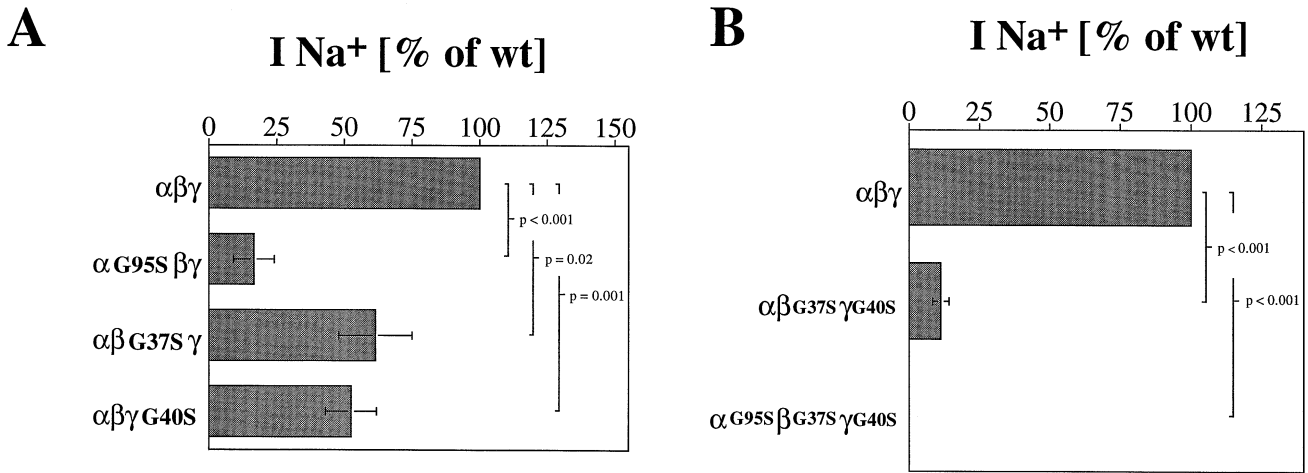 A
I Na+ [% of wt]
0 25 50 75 100 125 150
αβγ
p < 0.001
αG95Sβγ
p = 0.02
p = 0.001
αβG37Sγ
αβγG40S
B
I Na+ [% of wt]
0 25 50 75 100 125
αβγ
p < 0.001
αβG37SγG40S
p < 0.001
αG95SβG37SγG40S